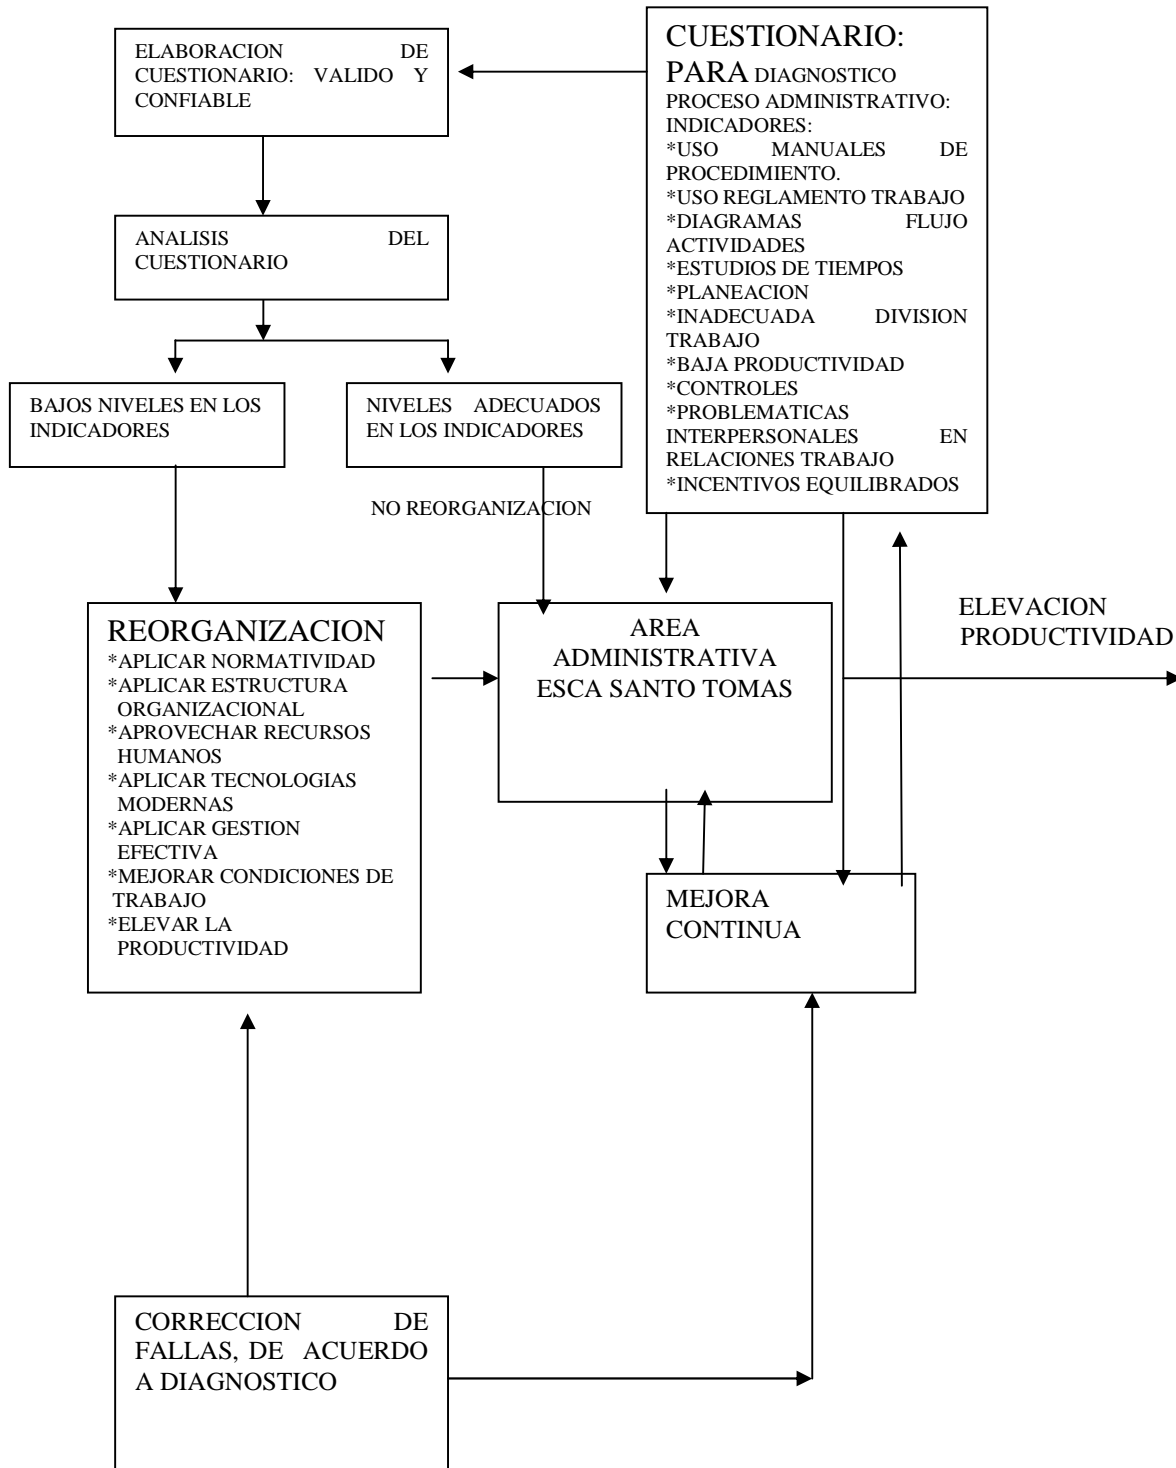 ELABORACION DE
CUESTIONARIO: VALIDO Y
CONFIABLE
CUESTIONARIO:
PARA DIAGNOSTICO
PROCESO ADMINISTRATIVO:
INDICADORES:
*USO MANUALES DE
PROCEDIMIENTO.
*USO REGLAMENTO TRABAJO
*DIAGRAMAS FLUJO
ACTIVIDADES
*ESTUDIOS DE TIEMPOS
*PLANEACION
*INADECUADA DIVISION
TRABAJO
*BAJA PRODUCTIVIDAD
*CONTROLES
*PROBLEMATICAS
INTERPERSONALES EN
RELACIONES TRABAJO
*INCENTIVOS EQUILIBRADOS
ANALISIS DEL
CUESTIONARIO
BAJOS NIVELES EN LOS
INDICADORES
NIVELES ADECUADOS
EN LOS INDICADORES
NO REORGANIZACION
REORGANIZACION
*APLICAR NORMATIVIDAD
*APLICAR ESTRUCTURA
ORGANIZACIONAL
*APROVECHAR RECURSOS
HUMANOS
*APLICAR TECNOLOGIAS
MODERNAS
*APLICAR GESTION
EFECTIVA
*MEJORAR CONDICIONES DE
TRABAJO
*ELEVAR LA
PRODUCTIVIDAD
AREA
ADMINISTRATIVA
ESCA SANTO TOMAS
ELEVACION
PRODUCTIVIDAD
MEJORA
CONTINUA
CORRECCION DE
FALLAS, DE ACUERDO
A DIAGNOSTICO